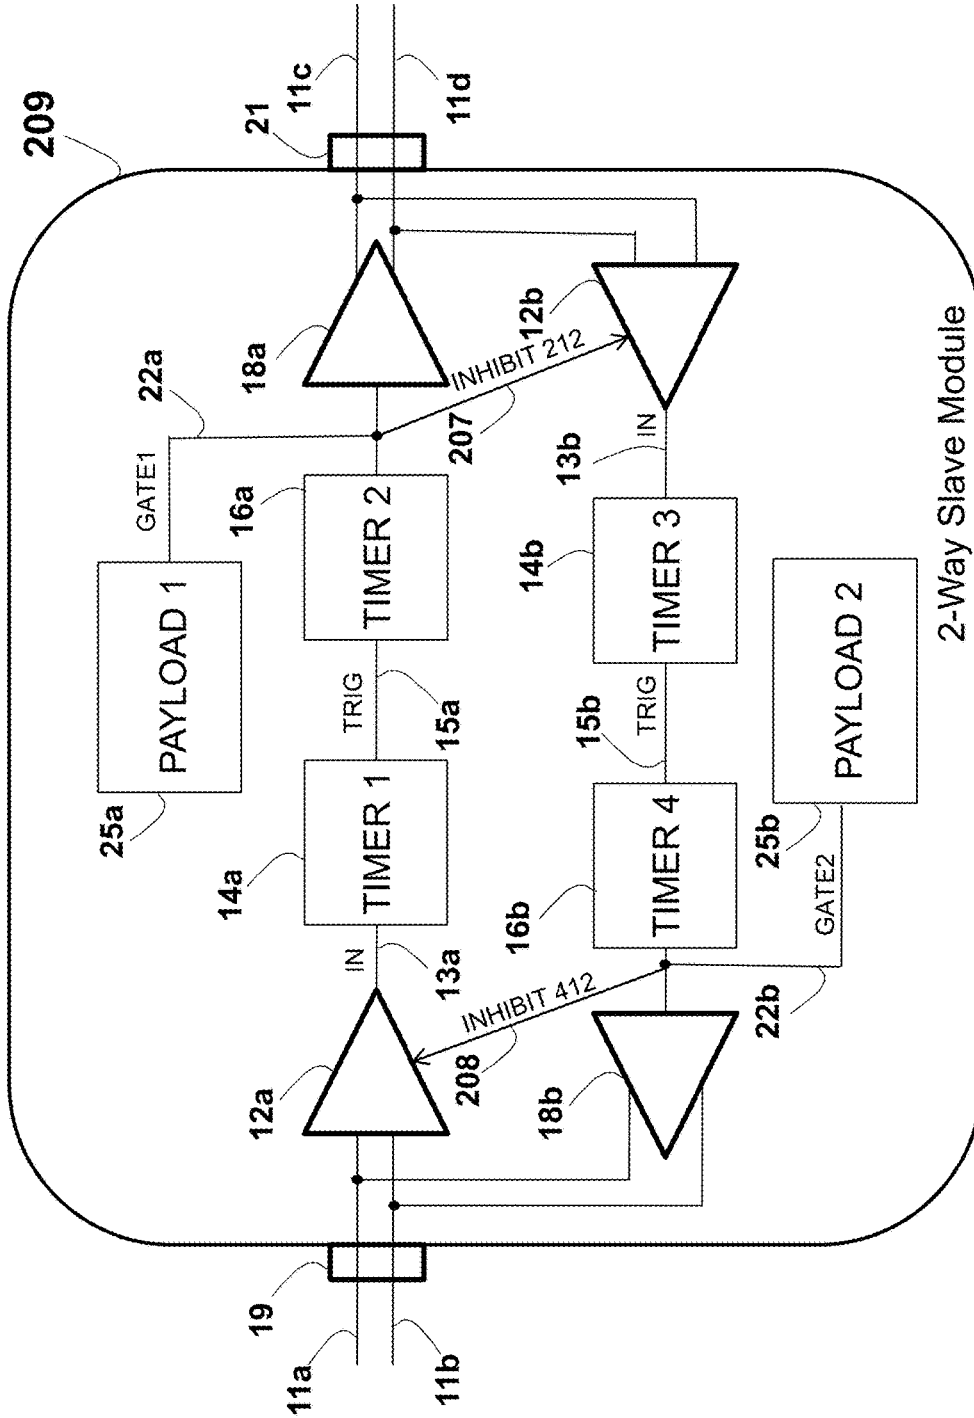 209
21
11c
11d
22a
GATE1
18a
12b
INHIBIT 212
207
PAYLOAD 1
25a
16a
TIMER 2
13b
IN
TRIG
15a
14b
TIMER 3
14a
TIMER 1
15b
TRIG
PAYLOAD 2
25b
IN
13a
16b
TIMER 4
GATE2
22b
12a
INHIBIT 412
208
18b
19
11a
11b
2-Way Slave Module